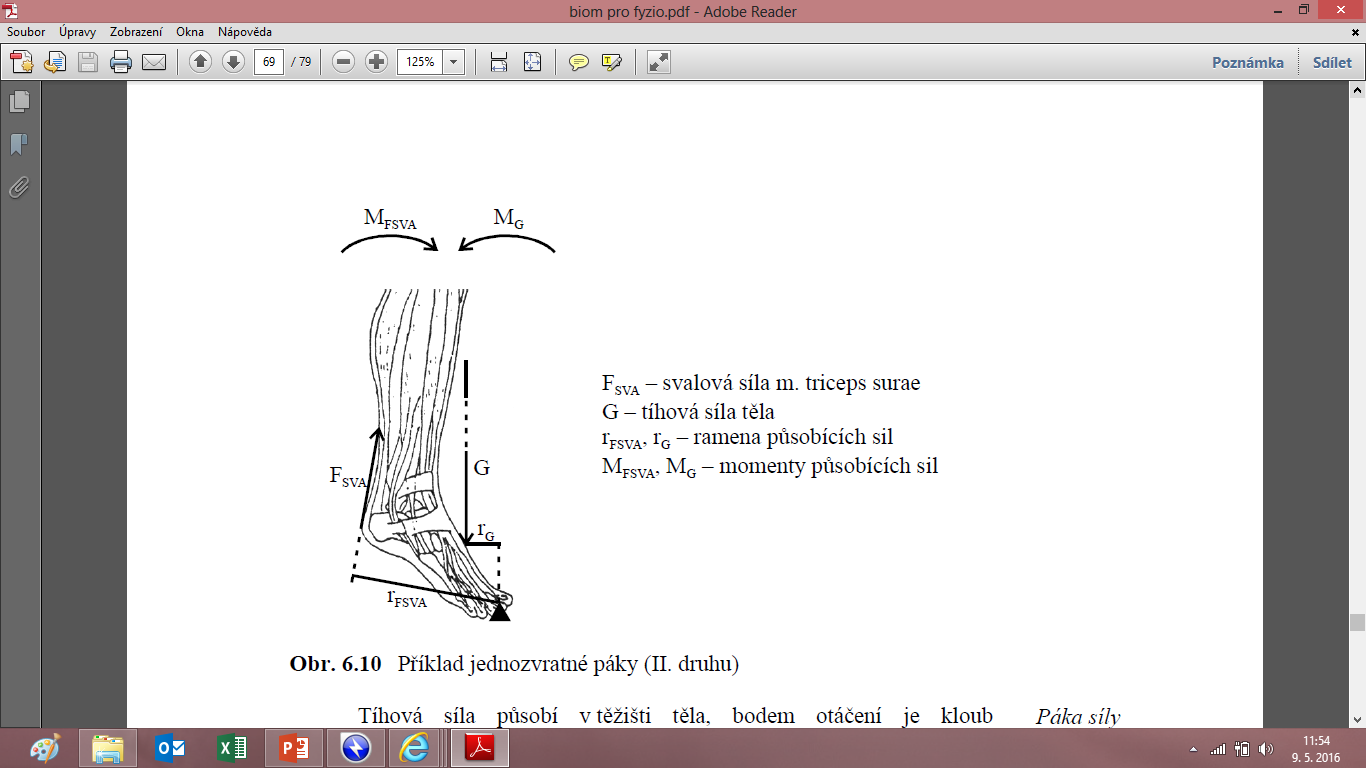 biom pro fyzio.pdf - Adobe Reader
Soubor Úpravy Zobrazení Okna Nápověda
69 / 79 125% Poznámka Sdílet
MFSVA MG
FSVA – svalová síla m. triceps surae
G – tíhová síla těla
rFSVA, rG – ramena působících sil
MFSVA, MG – momenty působících sil
FSVA G
rG
rFSVA
Obr. 6.10 Příklad jednozvratné páky (II. druhu)
Tíhová síla působí v těžišti těla, bodem otáčení je kloub Páka síly
11:54
9. 5. 2016